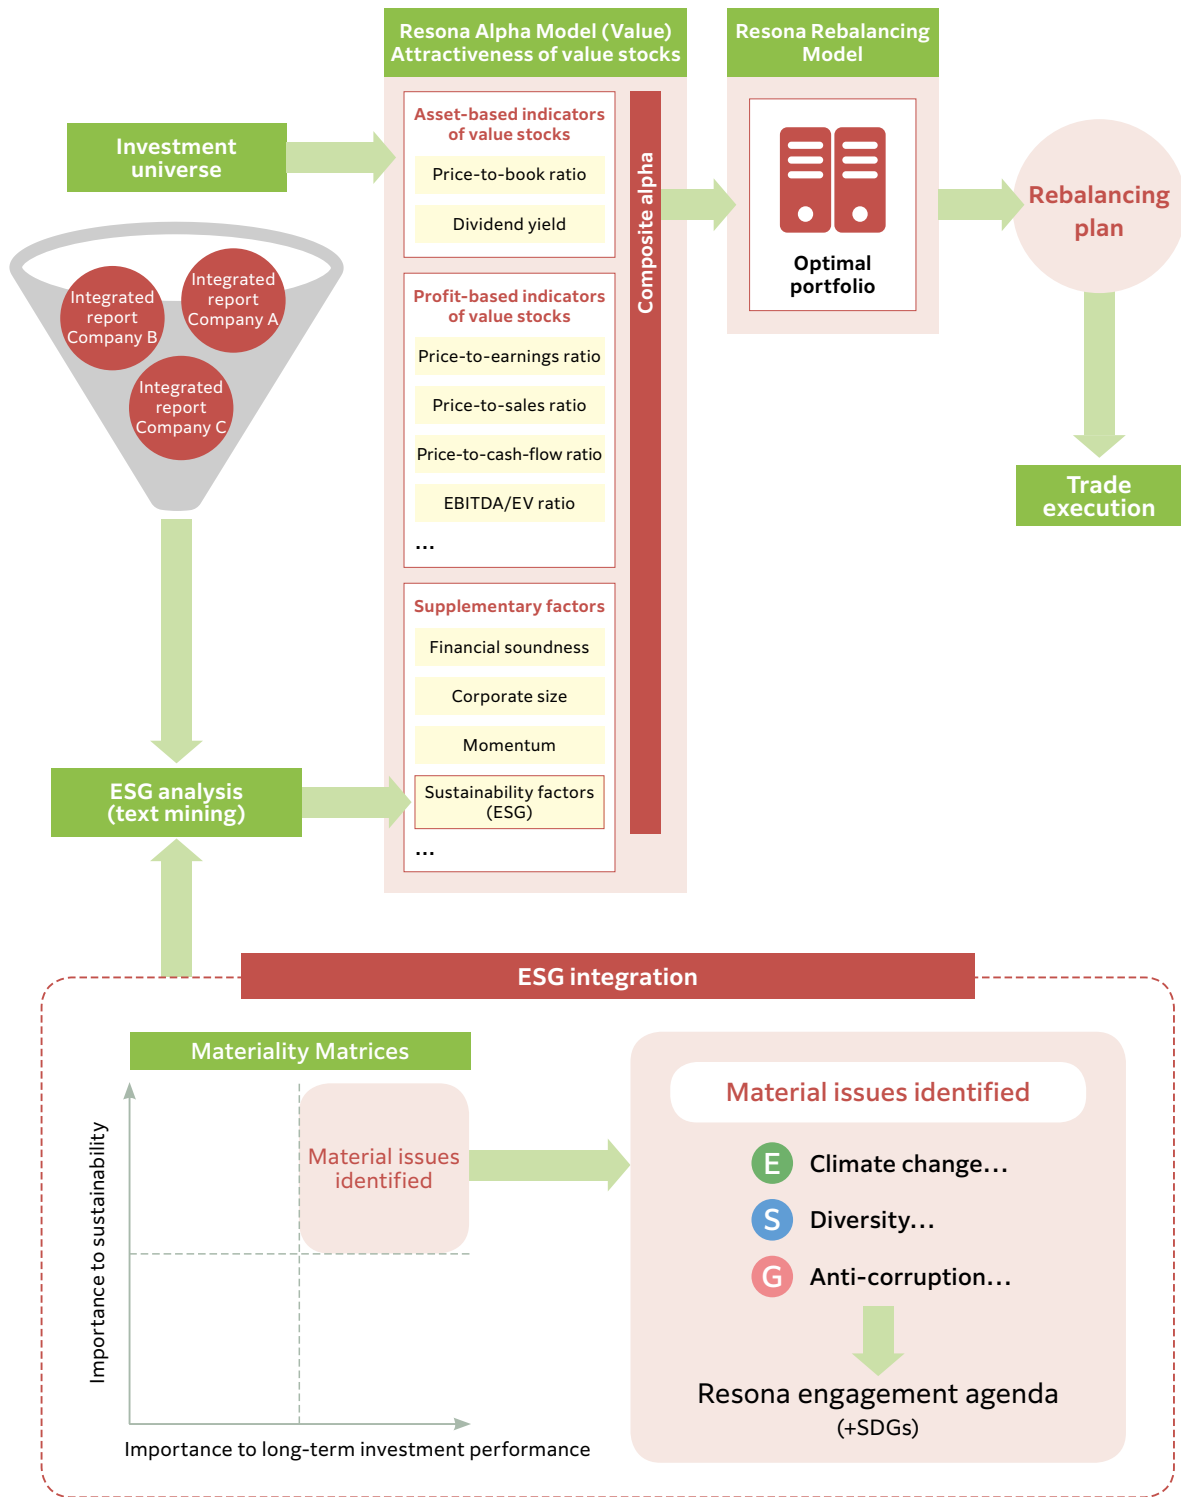 Resona Alpha Model (Value)
Attractiveness of value stocks
Resona Rebalancing
Model
Investment
universe
Integrated
report
Company A
Integrated
report
Company B
Integrated
report
Company C
Asset-based indicators
of value stocks
Price-to-book ratio
Dividend yield
Profit-based indicators
of value stocks
Price-to-earnings ratio
Price-to-sales ratio
Price-to-cash-flow ratio
EBITDA/EV ratio
...
Supplementary factors
Financial soundness
Corporate size
Momentum
Sustainability factors
(ESG)
...
Composite alpha
Optimal
portfolio
Rebalancing
plan
Trade
execution
ESG analysis
(text mining)
ESG integration
Materiality Matrices
Importance to sustainability
Material issues
identified
Importance to long-term investment performance
Material issues identified
E Climate change...
S Diversity...
G Anti-corruption...
Resona engagement agenda
(+SDGs)